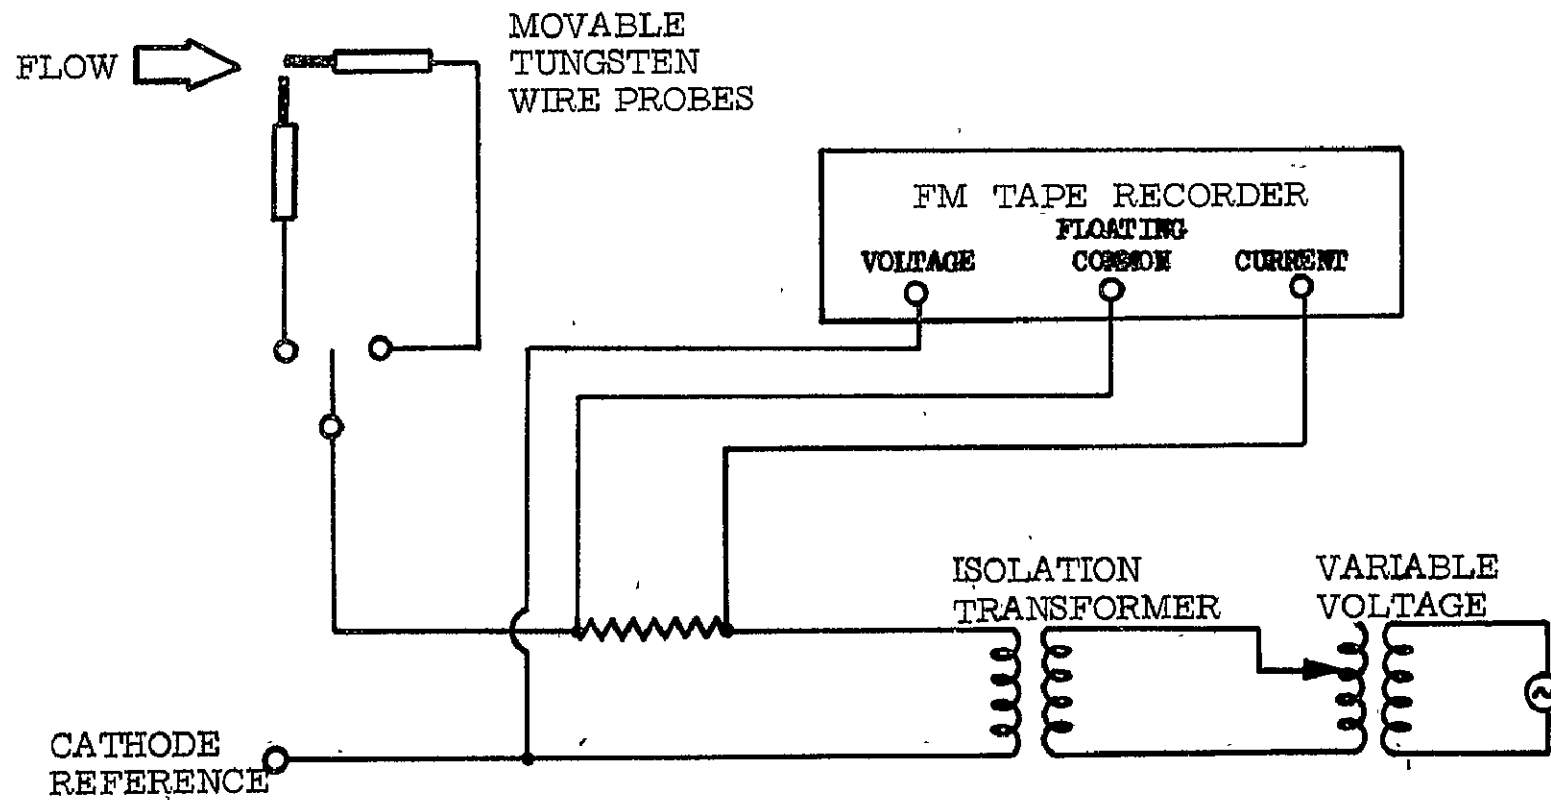 MOVABLE
TUNGSTEN
WIRE PROBES
FLOW
FM TAPE RECORDER
FLOATING
VOLTAGE COMMON CURRENT
ISOLATION
TRANSFORMER
VARIABLE
VOLTAGE
CATHODE
REFERENCE